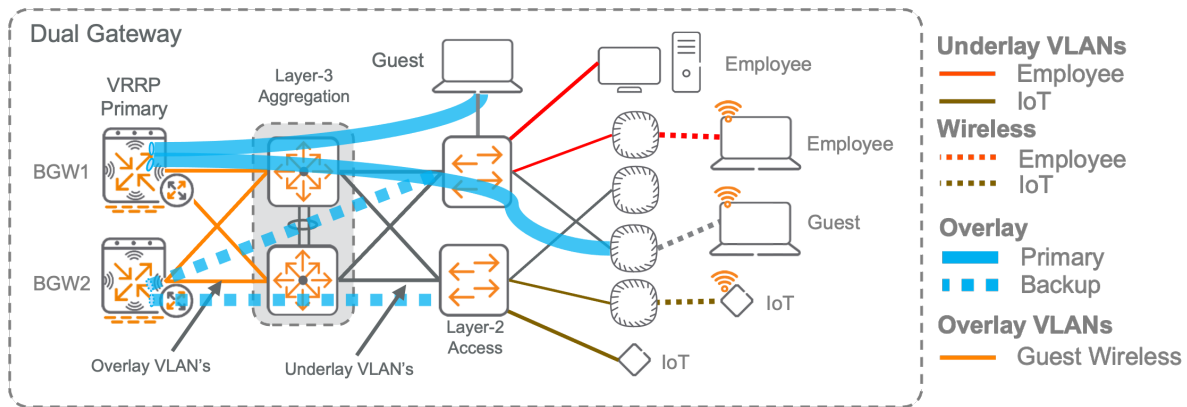 Dual Gateway
VRRP
Primary
Layer-3
Aggregation
Guest
Employee
BGW1
Employee
Guest
BGW2
IoT
Layer-2
Access
Overlay VLAN's
Underlay VLAN's
IoT
Underlay VLANs
Employee
IoT
Wireless
Employee
IoT
Overlay
Primary
Backup
Overlay VLANs
Guest Wireless